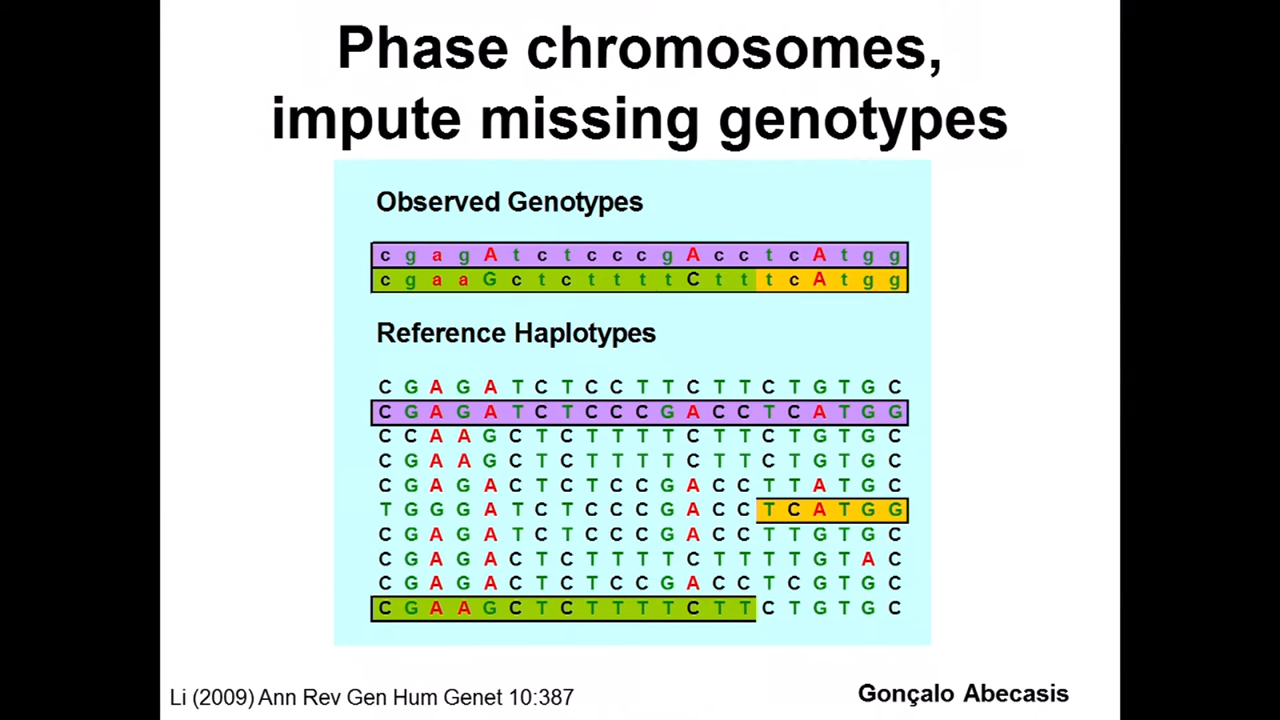 Phase chromosomes,
impute missing genotypes
Observed Genotypes
c g a g A t c t c c c g A c c t c A t g g
c g a a G c t c t t t t C t t t c A t g g
Reference Haplotypes
C G A G A T C T C C T T C T T C T G T G C
C G A G A T C T C C C G A C C T C A T G G
C C A A G C T C T T T T C T T C T G T G C
C G A A G C T C T T T T C T T C T G T G C
C G A G A C T C T C C G A C C T T A T G C
T G G G A T C T C C C G A C C T C A T G G
C G A G A T C T C C C G A C C T T G T G C
C G A G A C T C T T T T C T T T T G T A C
C G A G A C T C T C C G A C C T C G T G C
C G A A G C T C T T T T C T T C T G T G C
Li (2009) Ann Rev Gen Hum Genet 10:387
Gonçalo Abecasis